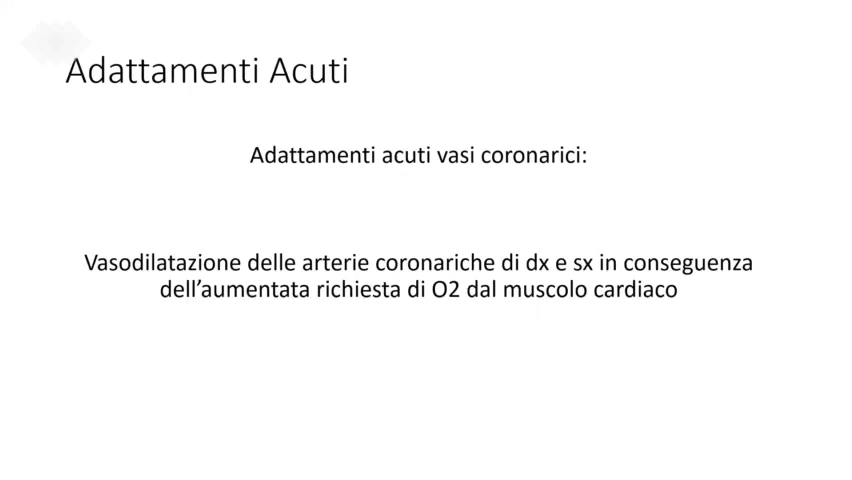 Adattamenti Acuti
Adattamenti acuti vasi coronarici:
Vasodilatazione delle arterie coronariche di dx e sx in conseguenza
dell’aumentata richiesta di O2 dal muscolo cardiaco